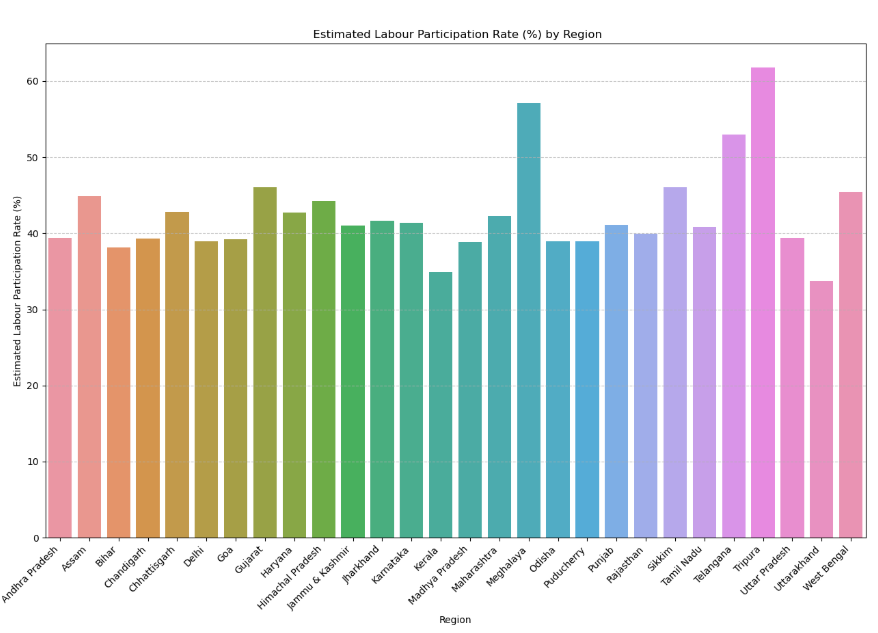 Estimated Labour Participation Rate (%) by Region
Estimated Labour Participation Rate (%)
60
50
40
30
20
10
0
Andhra Pradesh
Assam
Bihar
Chandigarh
Chhattisgarh
Delhi
Goa
Gujarat
Haryana
Himachal Pradesh
Jammu & Kashmir
Jharkhand
Karnataka
Kerala
Madhya Pradesh
Maharashtra
Meghalaya
Odisha
Puducherry
Punjab
Rajasthan
Sikkim
Tamil Nadu
Telangana
Tripura
Uttar Pradesh
Uttarakhand
West Bengal
Region